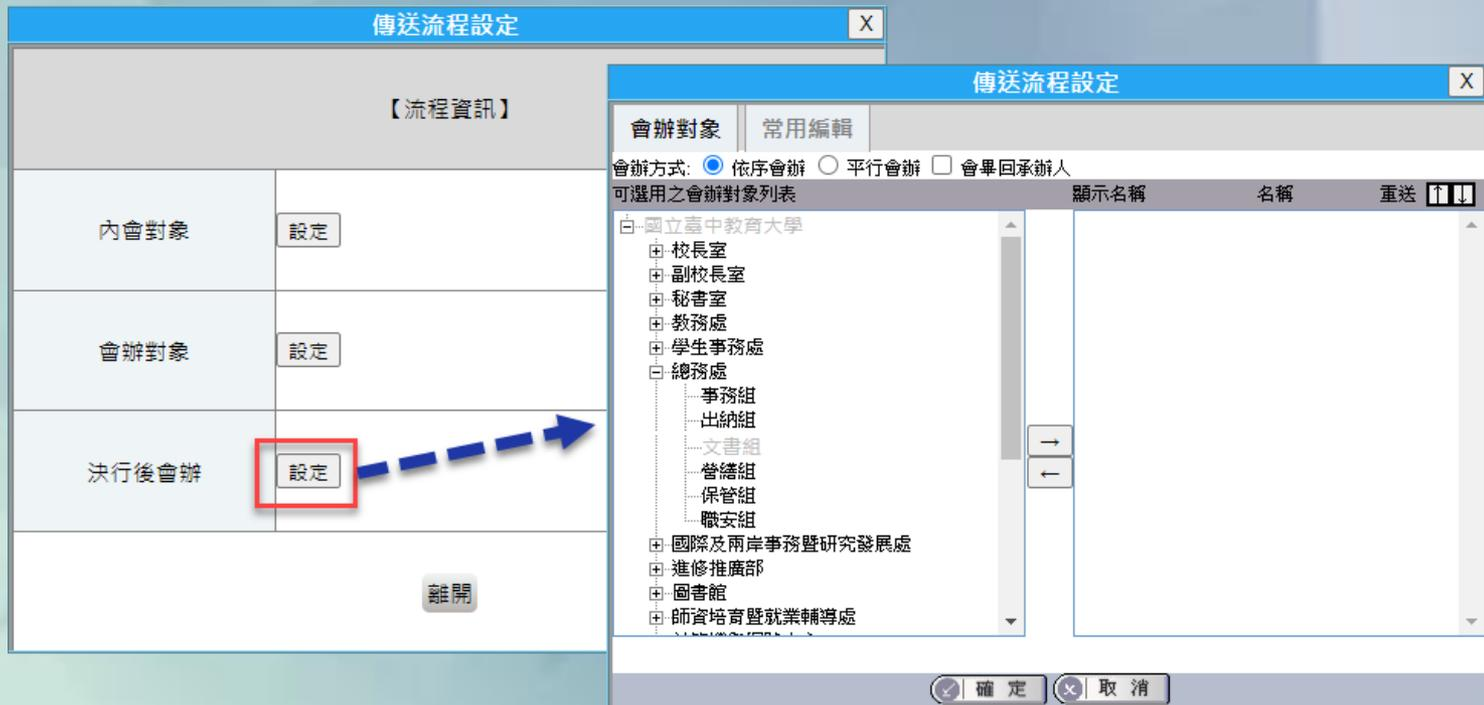 傳送流程設定 X
【流程資訊】
內會對象 設定
會辦對象 設定
決行後會辦 設定
離開
傳送流程設定 X
會辦對象 常用編輯
會辦方式: 依序會辦 平行會辦 會畢回承辦人
可選用之會辦對象列表 顯示名稱 名稱 重送 ↑↓
國立臺中教育大學
校長室
副校長室
秘書室
教務處
學生事務處
總務處
事務組
出納組
文書組
營繕組
保管組
職安組
國際及兩岸事務暨研究發展處
進修推廣部
圖書館
師資培育暨就業輔導處
→
←
確 定 取 消